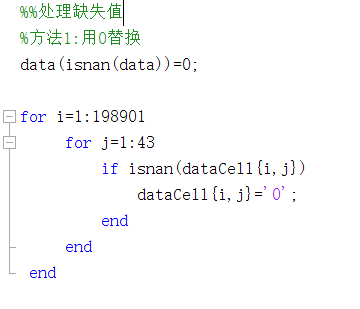 %%处理缺失值
%方法1:用0替换
data(isnan(data))=0;
for i=1:198901
for j=1:43
if isnan(dataCell{i,j})
dataCell{i,j}='0';
end
end
end